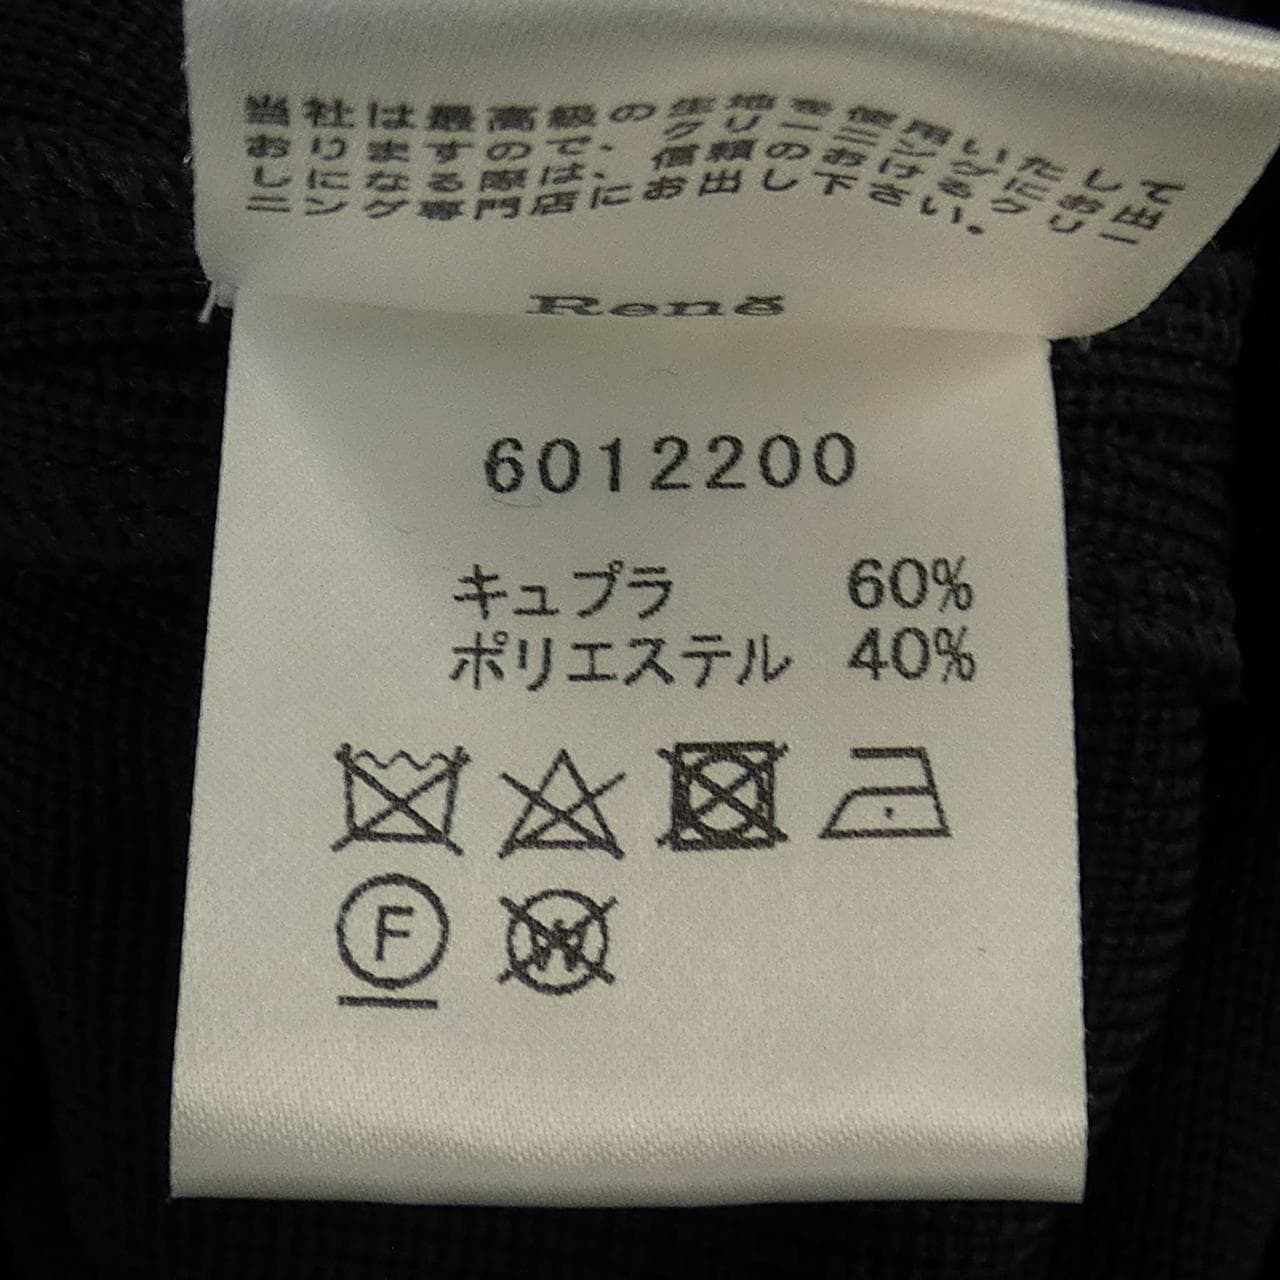 当社は最高級の生地を使用いたして
おりますので、クリーニングにお出
しになる際は、信頼のおけるクリー
ニング専門店にお出し下さい。
René
6012200
キュプラ 60%
ポリエステル 40%
F
W